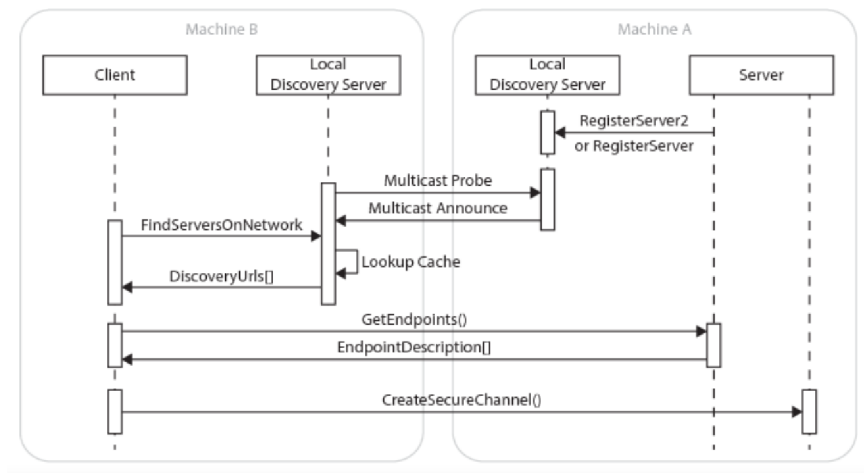 Machine B
Machine A
Client
Local
Discovery Server
Local
Discovery Server
Server
RegisterServer2
or RegisterServer
Multicast Probe
Multicast Announce
FindServersOnNetwork
Lookup Cache
DiscoveryUrls[]
GetEndpoints()
EndpointDescription[]
CreateSecureChannel()